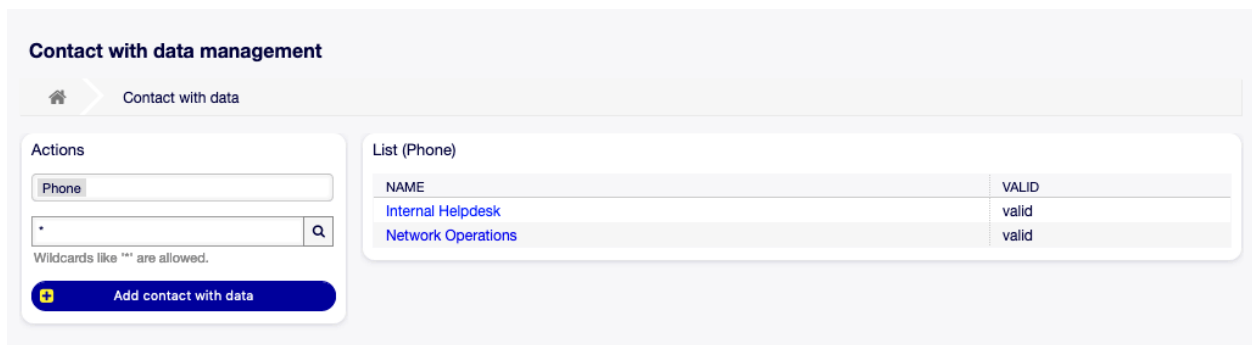 Contact with data management
Contact with data
Actions
Phone
*
Wildcards like '*' are allowed.
Add contact with data
List (Phone)
NAME VALID
Internal Helpdesk valid
Network Operations valid